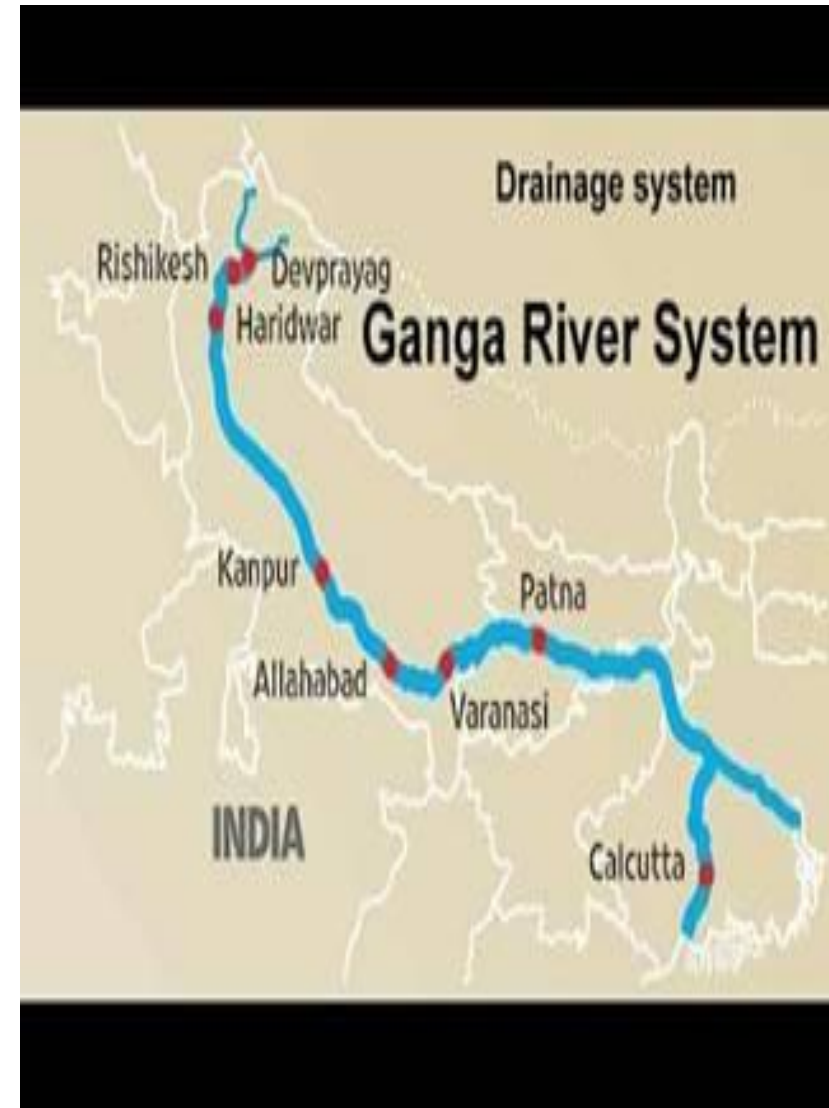 Drainage system
Rishikesh
Devprayag
Haridwar
Ganga River System
Kanpur
Patna
Allahabad
Varanasi
INDIA
Calcutta